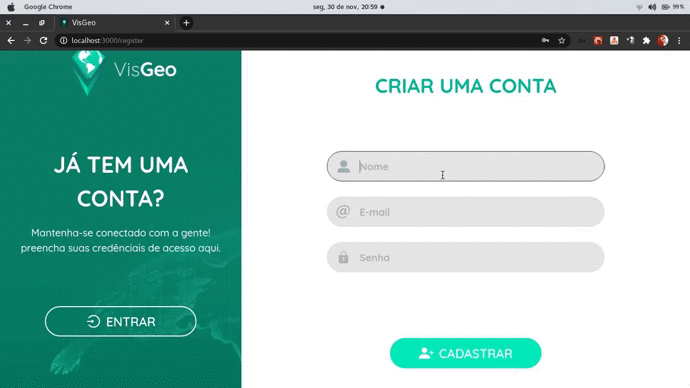 Google Chrome
seg, 30 de nov, 20:59
99%
VisGeo
localhost:3000/register
VisGeo
JÁ TEM UMA
CONTA?
Mantenha-se conectado com a gente!
preencha suas credênciais de acesso aqui.
ENTRAR
CRIAR UMA CONTA
Nome
E-mail
Senha
CADASTRAR